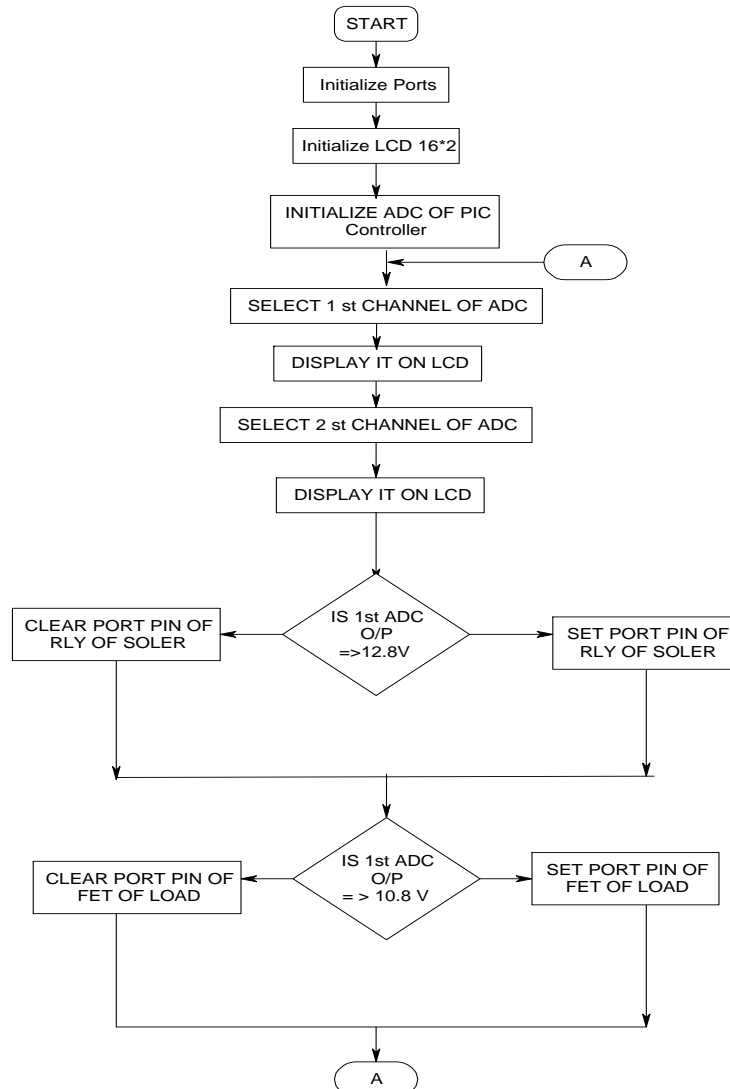 START
Initialize Ports
Initialize LCD 16*2
INITIALIZE ADC OF PIC
Controller
A
SELECT 1 st CHANNEL OF ADC
DISPLAY IT ON LCD
SELECT 2 st CHANNEL OF ADC
DISPLAY IT ON LCD
IS 1st ADC
O/P
=>12.8V
CLEAR PORT PIN OF
RLY OF SOLER
SET PORT PIN OF
RLY OF SOLER
IS 1st ADC
O/P
= > 10.8 V
CLEAR PORT PIN OF
FET OF LOAD
SET PORT PIN OF
FET OF LOAD
A